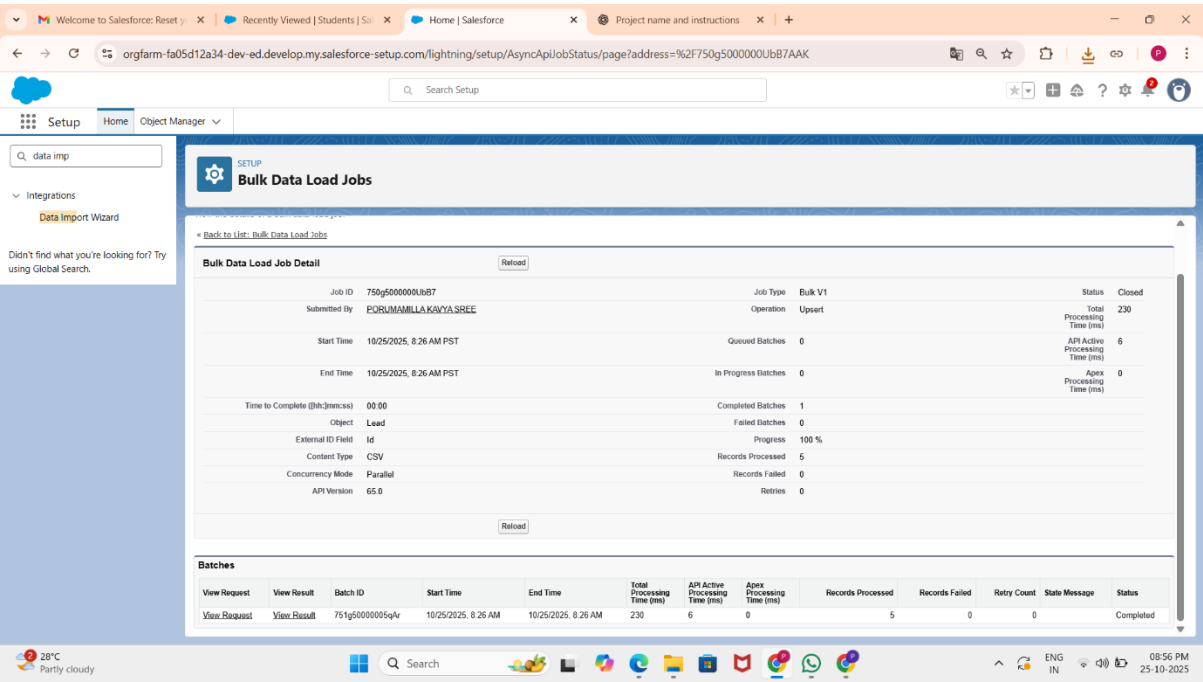 Welcome to Salesforce: Reset yo
Recently Viewed | Students | Sal
Home | Salesforce
Project name and instructions
orgfarm-fa05d12a34-dev-ed.develop.my.salesforce-setup.com/lightning/setup/AsyncApiJobStatus/page?address=%2F750g5000000UbB7AAK
P
Search Setup
2
Setup
Home
Object Manager
data imp
Integrations
Data Import Wizard
Didn't find what you're looking for? Try
using Global Search.
SETUP
Bulk Data Load Jobs
« Back to List: Bulk Data Load Jobs
Bulk Data Load Job Detail
Reload
Job ID 750g5000000UbB7 Job Type Bulk V1 Status Closed
Submitted By PORUMAMILLA KAVYA SREE Operation Upsert Total Processing Time (ms) 230
Start Time 10/25/2025, 8:26 AM PST Queued Batches 0 API Active Processing Time (ms) 6
End Time 10/25/2025, 8:26 AM PST In Progress Batches 0 Apex Processing Time (ms) 0
Time to Complete ([hh:]mm:ss) 00:00 Completed Batches 1
Object Lead Failed Batches 0
External ID Field Id Progress 100 %
Content Type CSV Records Processed 5
Concurrency Mode Parallel Records Failed 0
API Version 65.0 Retries 0
Reload
Batches
View Request View Result Batch ID Start Time End Time Total Processing Time (ms) API Active Processing Time (ms) Apex Processing Time (ms) Records Processed Records Failed Retry Count State Message Status
View Request View Result 751g50000005qAr 10/25/2025, 8:26 AM 10/25/2025, 8:26 AM 230 6 0 5 0 0 Completed
2
28°C
Partly cloudy
Search
ENG
IN
08:56 PM
25-10-2025